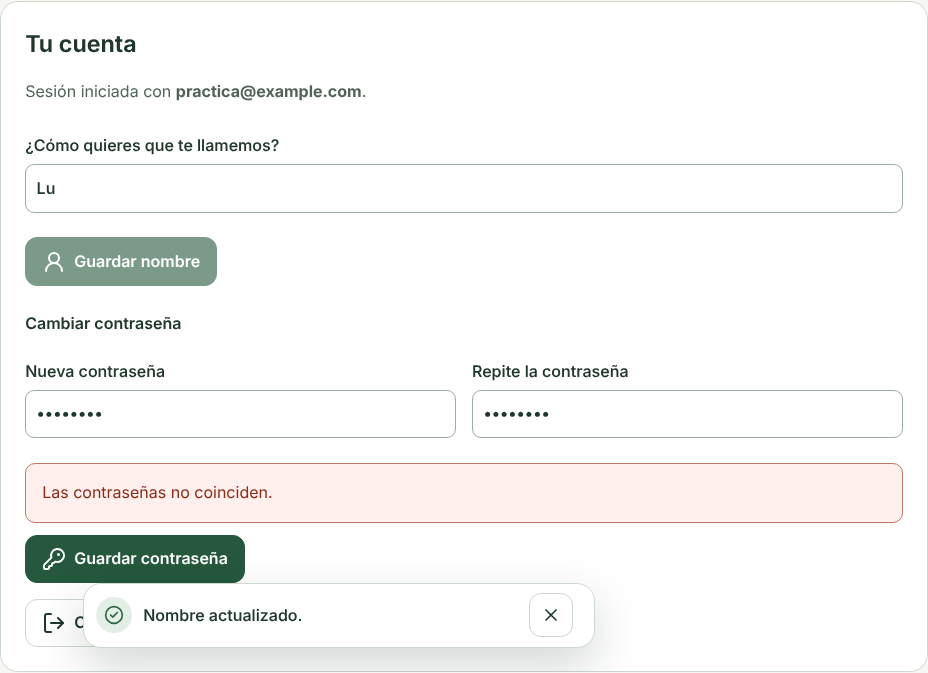 Tu cuenta
Sesión iniciada con practica@example.com.
¿Cómo quieres que te llamemos?
Lu
Guardar nombre
Cambiar contraseña
Nueva contraseña
Repite la contraseña
••••••••
••••••••
Las contraseñas no coinciden.
Guardar contraseña
Nombre actualizado.